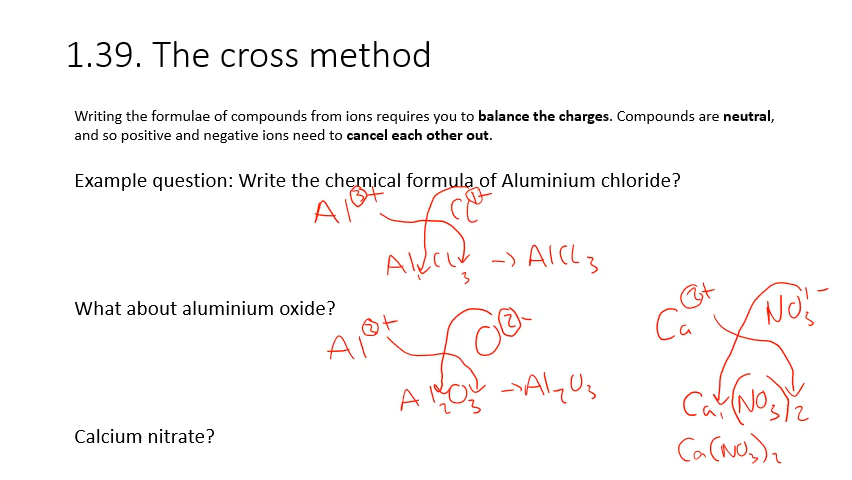 1.39. The cross method
Writing the formulae of compounds from ions requires you to balance the charges. Compounds are neutral,
and so positive and negative ions need to cancel each other out.
Example question: Write the chemical formula of Aluminium chloride?
Al³⁺ Cl¹⁻
Al₁Cl₃ → AlCl₃
What about aluminium oxide?
Al³⁺ O²⁻
Al₂O₃ → Al₂O₃
Calcium nitrate?
Ca²⁺ NO₃¹⁻
Ca₁(NO₃)₂
Ca(NO₃)₂